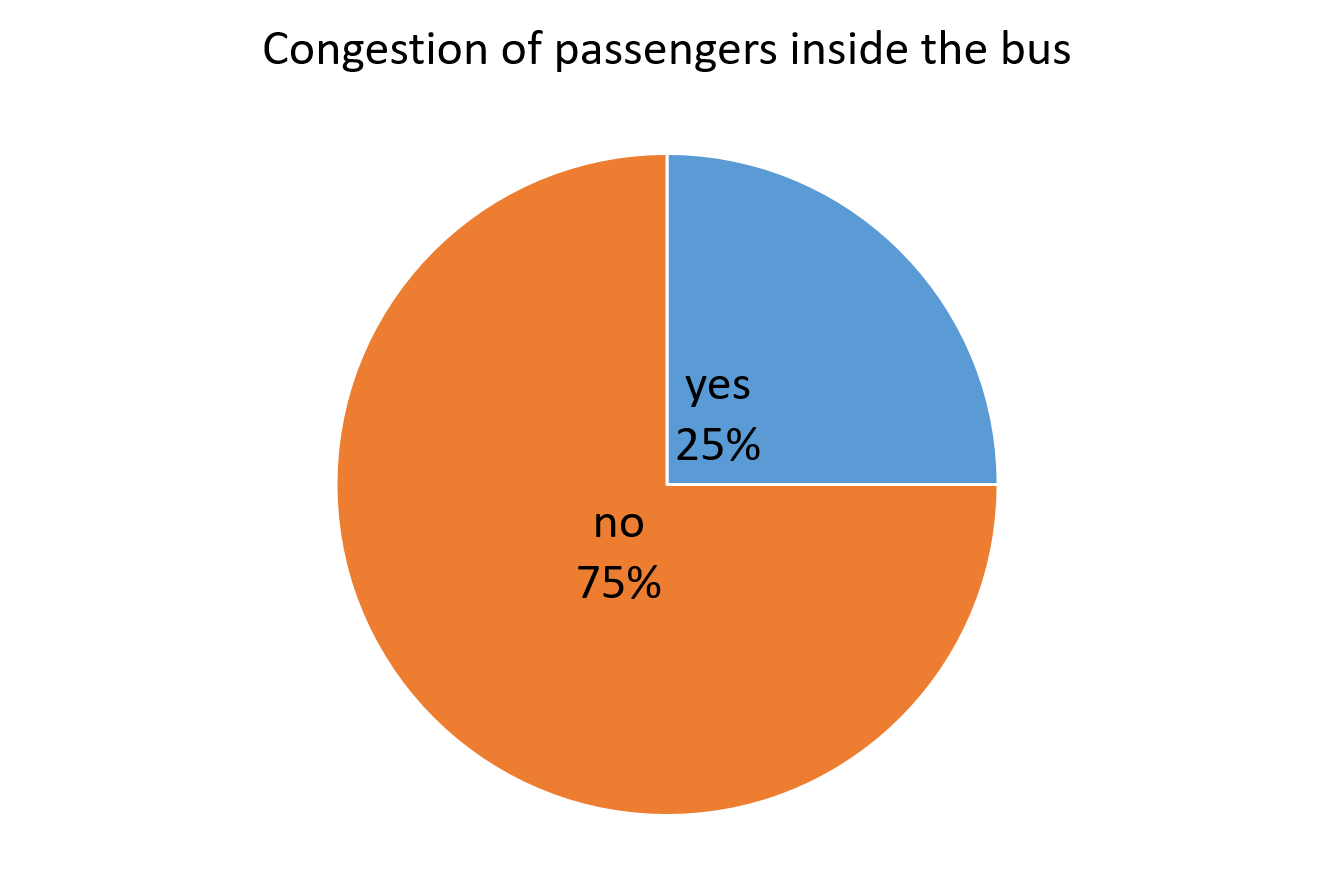 Congestion of passengers inside the bus
yes
25%
no
75%